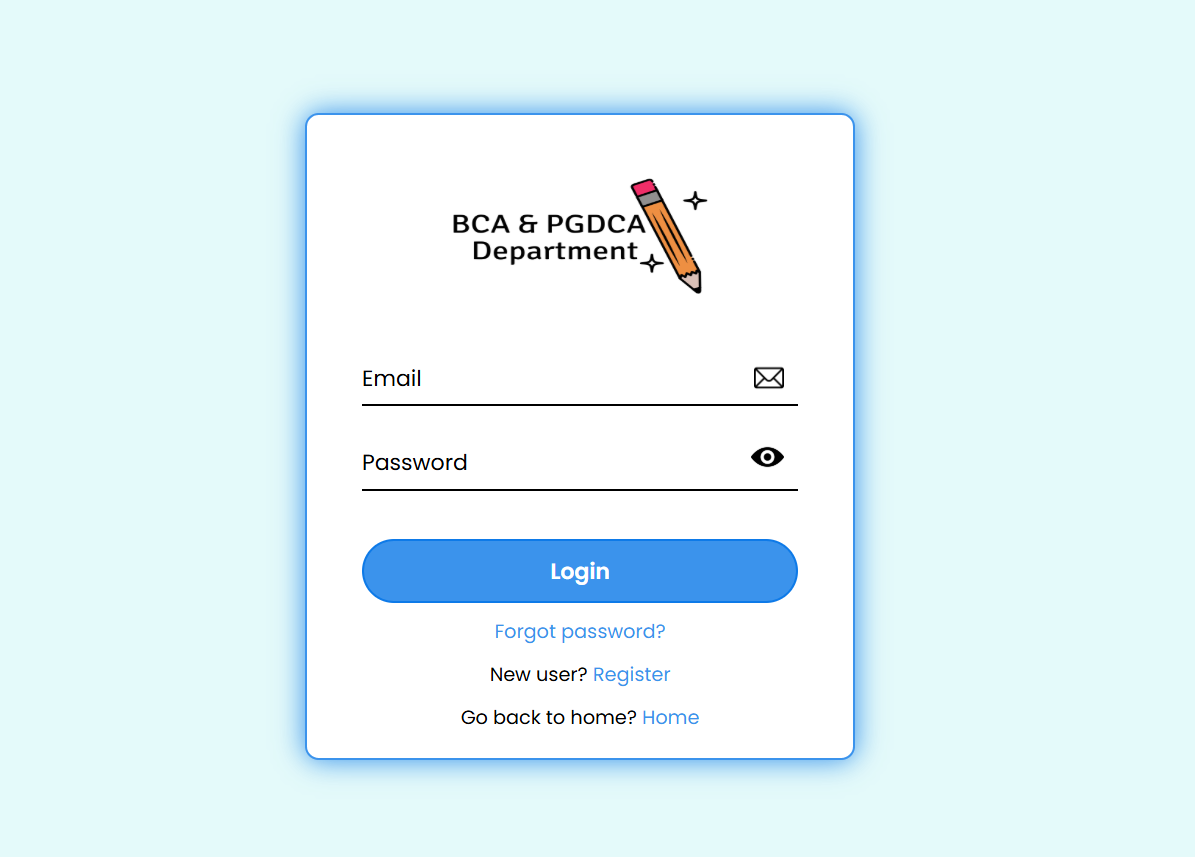 BCA & PGDCA
Department
Email
Password
Login
Forgot password?
New user? Register
Go back to home? Home